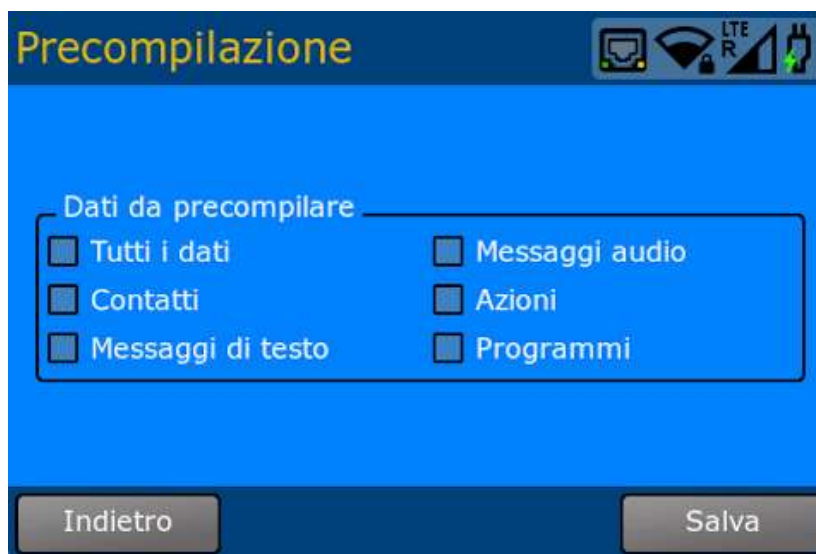 Precompilazione
LTE
R
Dati da precompilare
Tutti i dati
Messaggi audio
Contatti
Azioni
Messaggi di testo
Programmi
Indietro
Salva